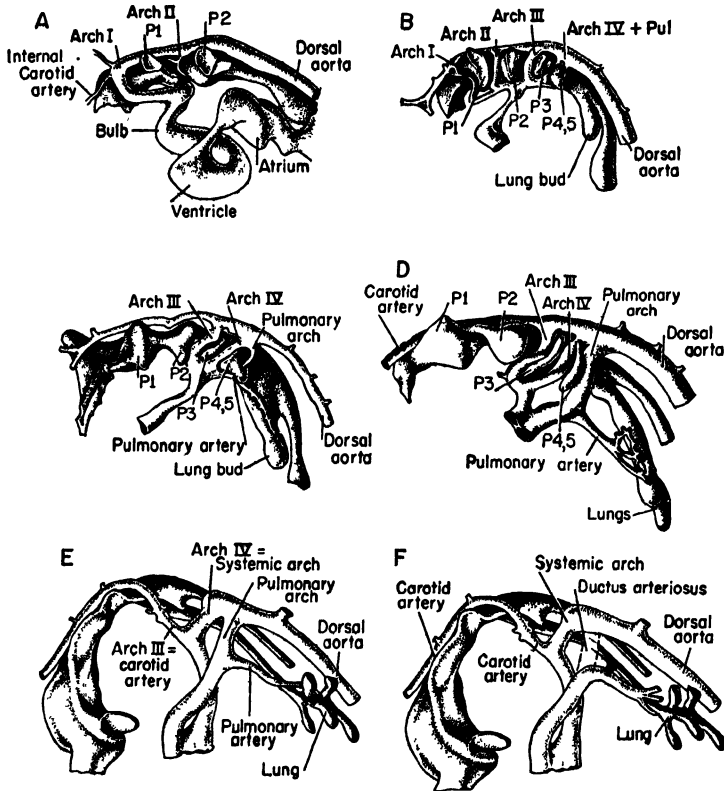 A
Arch II
P2
Arch I
P1
Internal
Carotid
artery
Dorsal
aorta
Bulb
Atrium
Ventricle
B
Arch III
Arch II
Arch IV + Pul
Arch I
P1
P2
P3
P4,5
Lung bud
Dorsal
aorta
Arch III
Arch IV
Pulmonary
arch
P1
P2
P3
P4,5
Pulmonary artery
Lung bud
Dorsal
aorta
D
Carotid
artery
P1
P2
Arch III
Arch IV
Pulmonary
arch
Dorsal
aorta
P3
P4,5
Pulmonary artery
Lungs
E
Arch IV =
Systemic arch
Pulmonary
arch
Arch III =
carotid
artery
Dorsal
aorta
Pulmonary
artery
Lung
F
Systemic arch
Ductus arteriosus
Carotid
artery
Dorsal
aorta
Carotid
artery
Lung